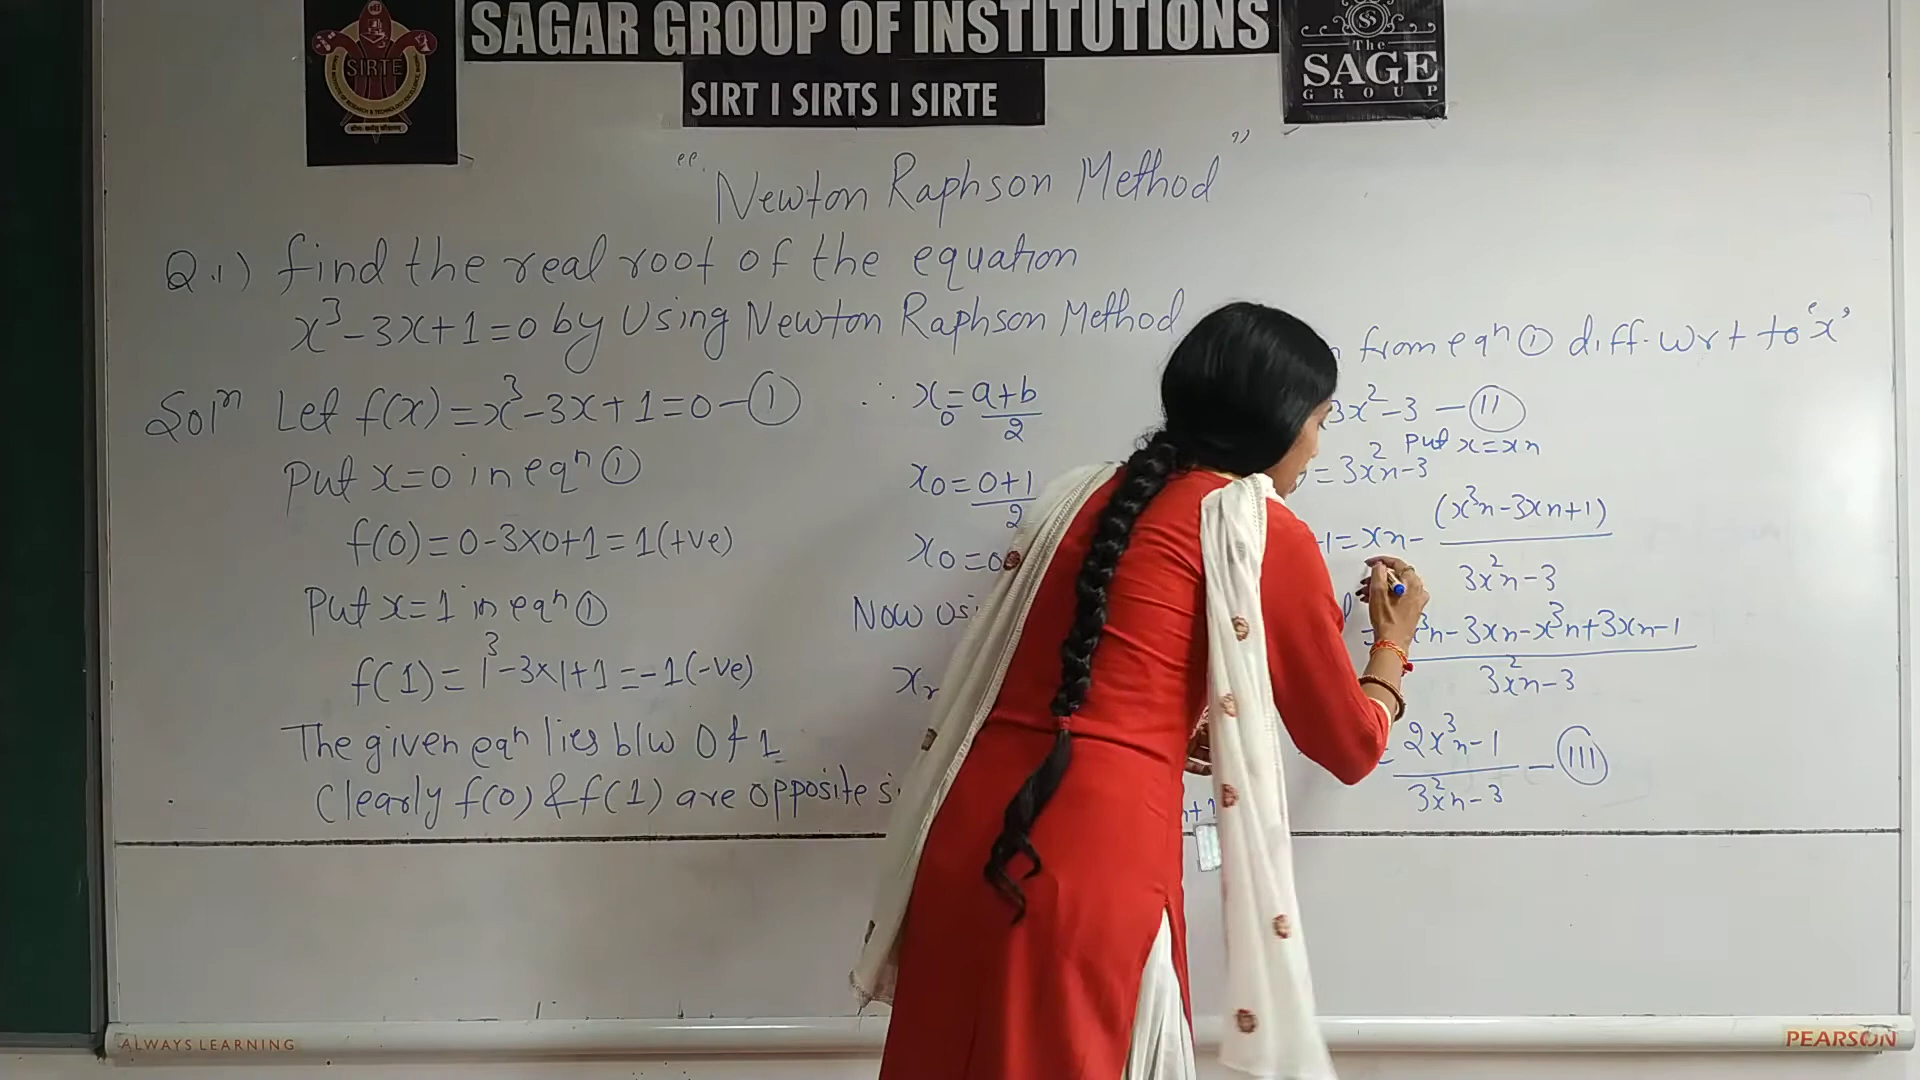 SIRTE
SAGAR GROUP OF INSTITUTIONS
SIRT I SIRTS I SIRTE
The
SAGE
GROUP
"Newton Raphson Method"
Q.1) find the real root of the equation
x³-3x+1=0 by Using Newton Raphson Method
Solⁿ Let f(x)=x³-3x+1=0-①
Put x=0 in eqⁿ ①
f(0)=0-3x0+1=1(+ve)
Put x=1 in eqⁿ ①
f(1)=1³-3x1+1=-1(-ve)
The given eqⁿ lies b/w 0 & 1
Clearly f(0) & f(1) are opposite
∴ x₀=a+b/2
x₀=0+1/2
x₀=0
Now
from eqⁿ ① diff. w r t to 'x'
3x²-3 -(II)
Put x=xn
=3x²n-3
1=xn-(x³n-3xn+1)/3x²n-3
³n-3xn-x³n+3xn-1/3x²n-3
2x³n-1/3x²n-3 -(III)
ALWAYS LEARNING
PEARSON